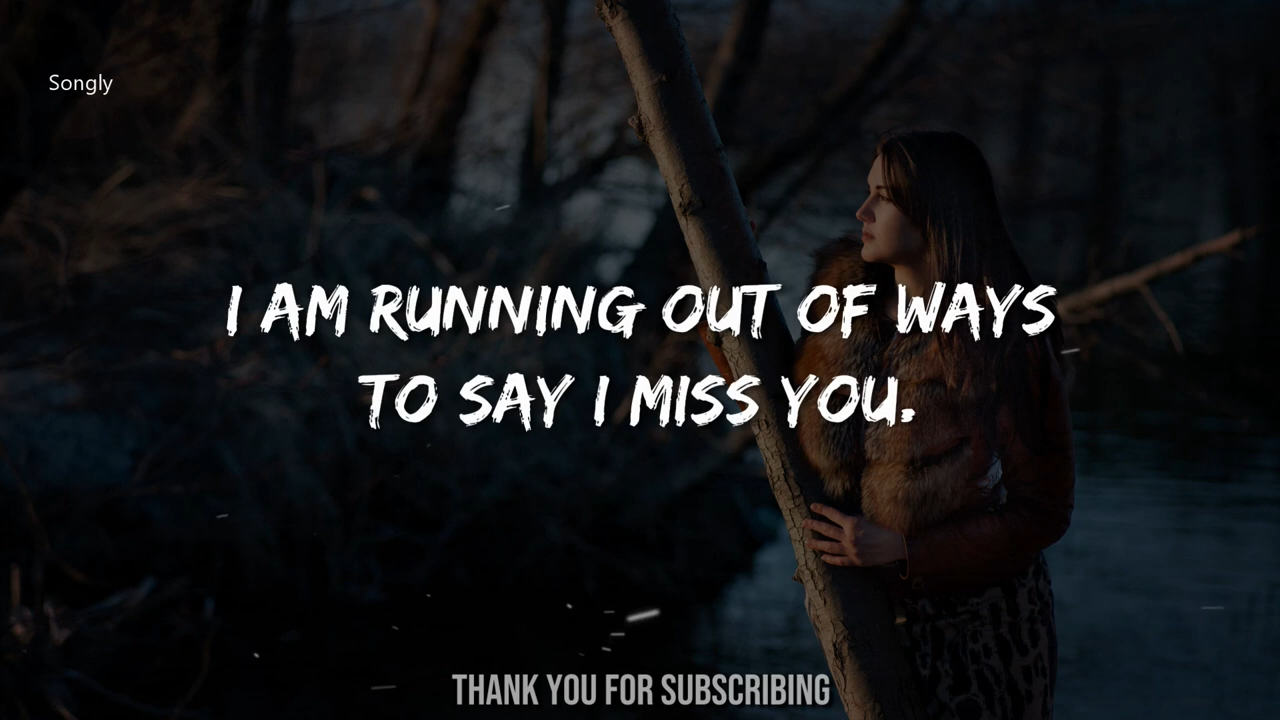 Songly
I AM RUNNING OUT OF WAYS
TO SAY I MISS YOU.
THANK YOU FOR SUBSCRIBING